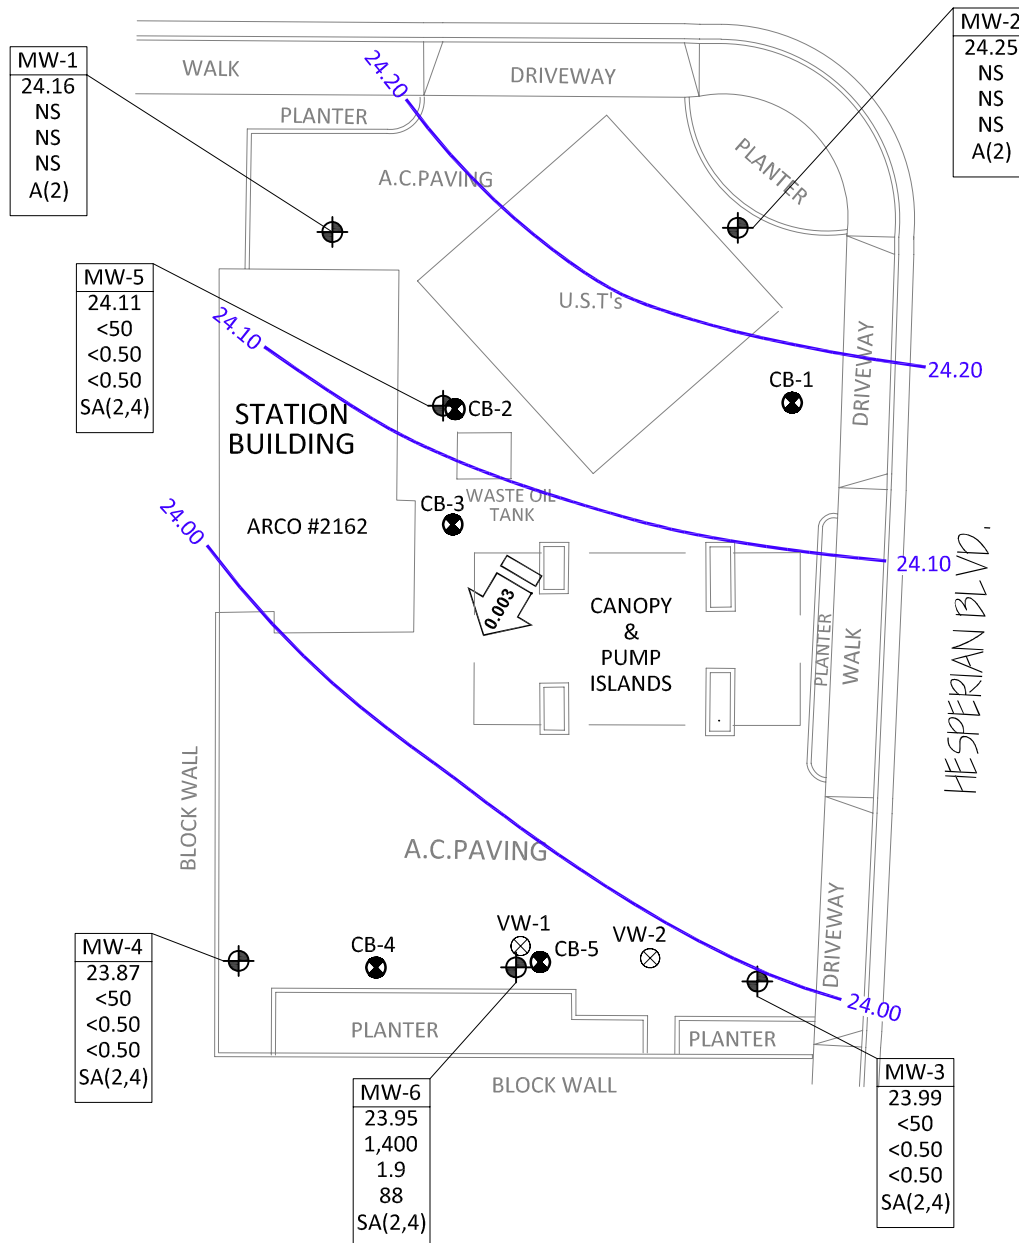 MW-1
24.16
NS
NS
NS
A(2)
MW-2
24.25
NS
NS
NS
A(2)
WALK
DRIVEWAY
24.20
PLANTER
PLANTER
A.C.PAVING
MW-5
24.11
<50
<0.50
<0.50
SA(2,4)
U.S.T's
24.10
DRIVEWAY
24.20
CB-1
CB-2
STATION
BUILDING
WASTE OIL
TANK
CB-3
24.00
ARCO #2162
24.10
HESPERIAN BLVD.
0.003
CANOPY
&
PUMP
ISLANDS
PLANTER
WALK
BLOCK WALL
A.C.PAVING
DRIVEWAY
VW-1
VW-2
CB-4
CB-5
MW-4
23.87
<50
<0.50
<0.50
SA(2,4)
24.00
PLANTER
PLANTER
BLOCK WALL
MW-6
23.95
1,400
1.9
88
SA(2,4)
MW-3
23.99
<50
<0.50
<0.50
SA(2,4)